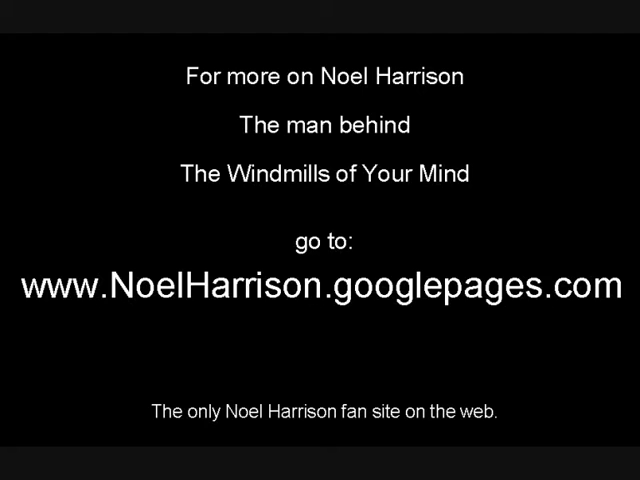 For more on Noel Harrison
The man behind
The Windmills of Your Mind
go to:
www.NoelHarrison.googlepages.com
The only Noel Harrison fan site on the web.